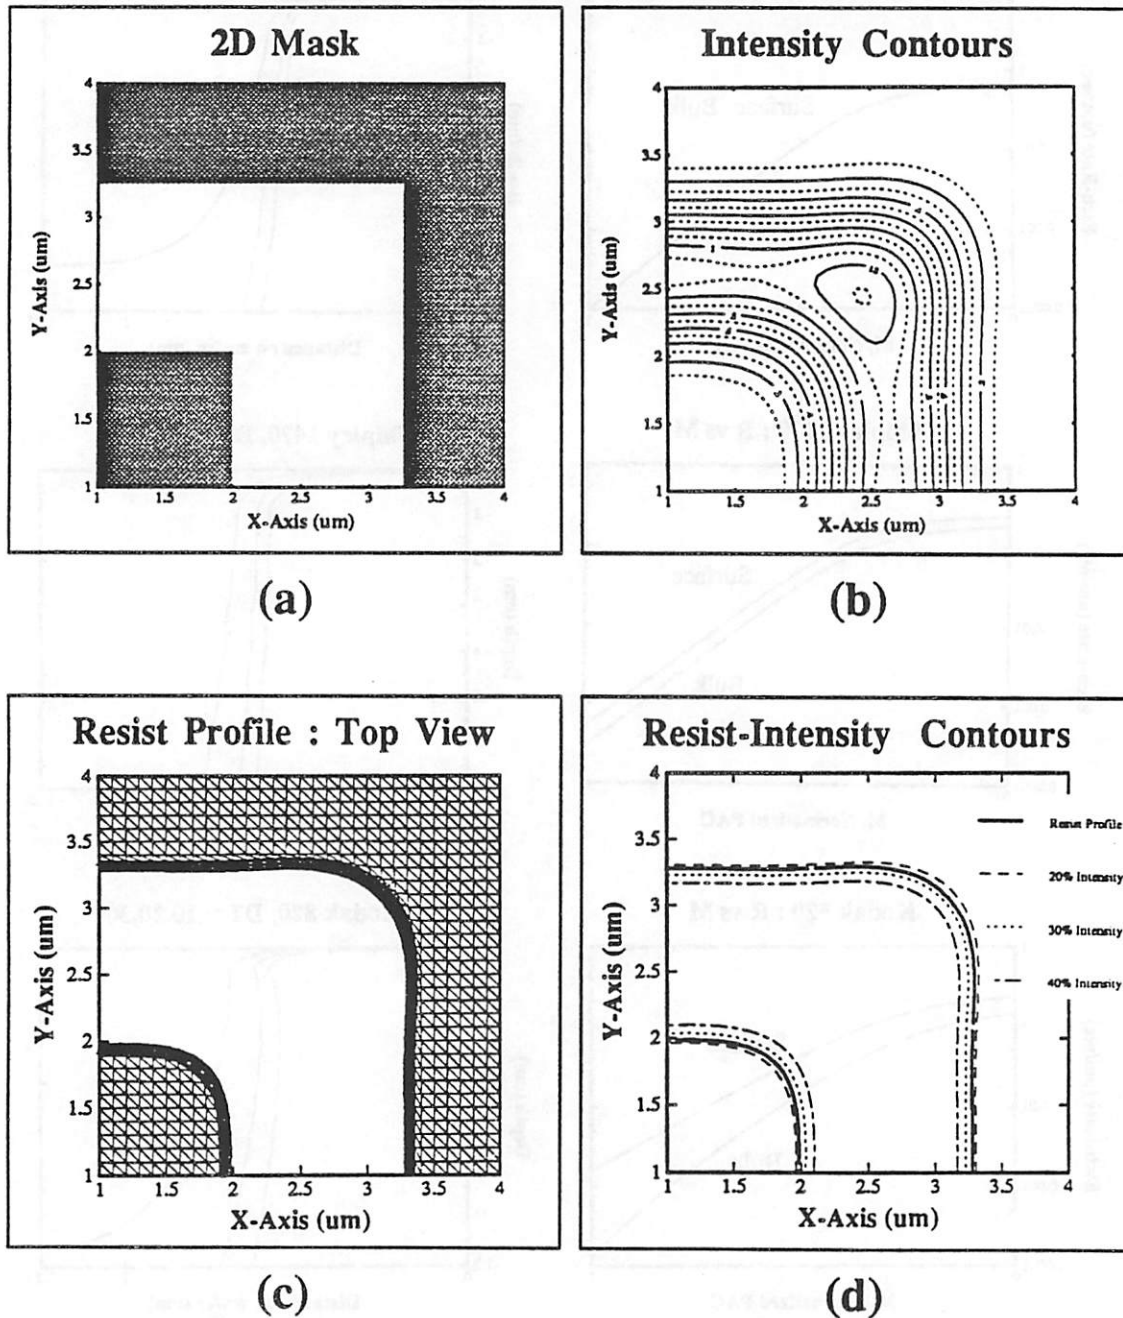 2D Mask
4
3.5
3
2.5
2
1.5
1
Y-Axis (um)
1 1.5 2 2.5 3 3.5 4
X-Axis (um)
(a)
Intensity Contours
4
3.5
3
2.5
2
1.5
1
Y-Axis (um)
1 1.5 2 2.5 3 3.5 4
X-Axis (um)
(b)
Resist Profile : Top View
4
3.5
3
2.5
2
1.5
1
Y-Axis (um)
1 1.5 2 2.5 3 3.5 4
X-Axis (um)
(c)
Resist-Intensity Contours
4
3.5
3
2.5
2
1.5
1
Y-Axis (um)
1 1.5 2 2.5 3 3.5 4
X-Axis (um)
Resist Profile
20% Intensity
30% Intensity
40% Intensity
(d)